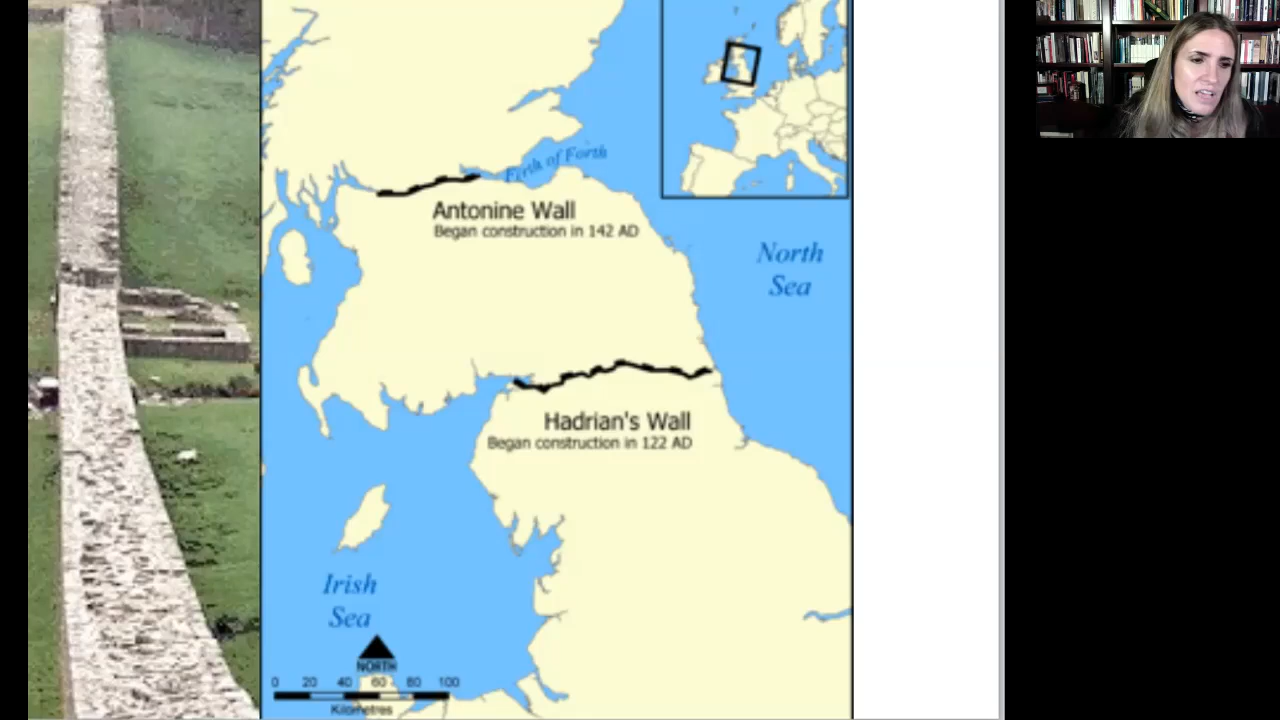 Firth of Forth
Antonine Wall
Began construction in 142 AD
North
Sea
Hadrian's Wall
Began construction in 122 AD
Irish
Sea
NORTH
0 20 40 60 80 100
Kilometres